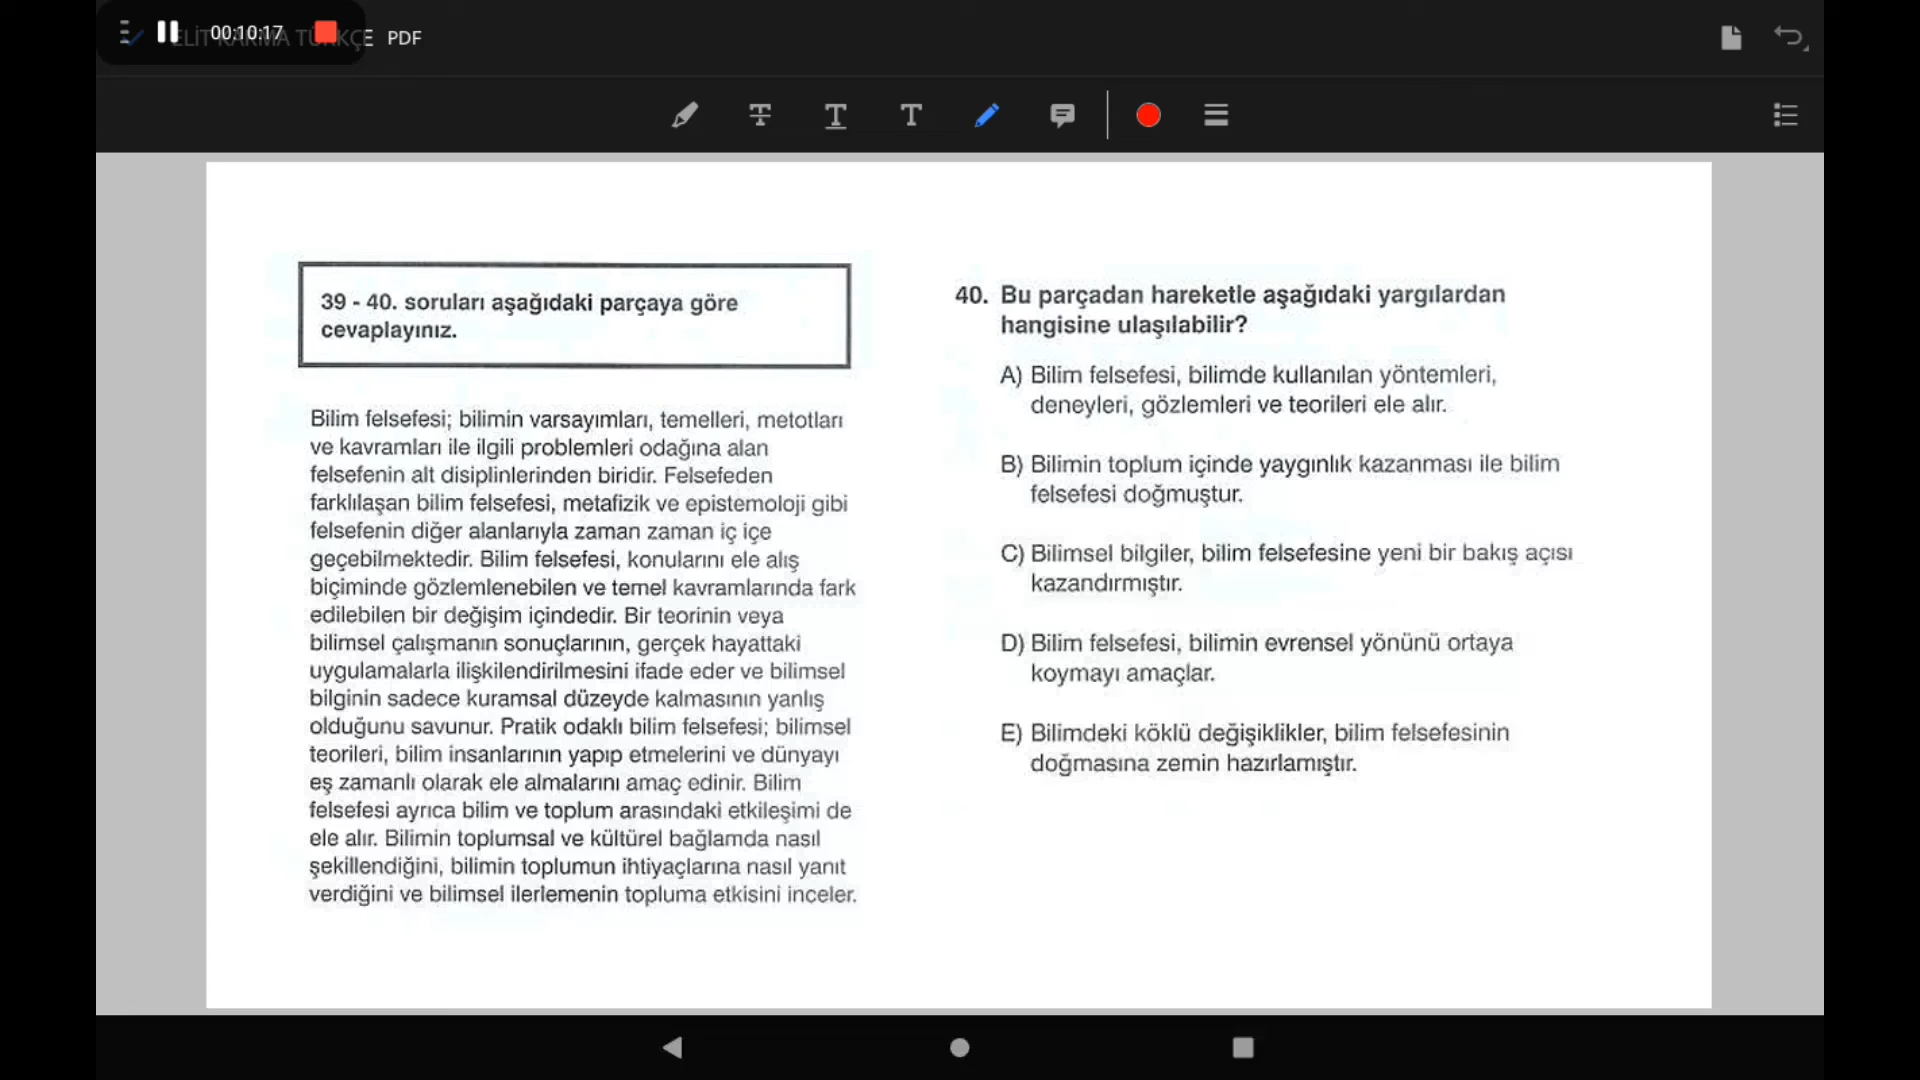 00:10:17
ELİT KARMA TÜRKÇE PDF
39 - 40. soruları aşağıdaki parçaya göre
cevaplayınız.
Bilim felsefesi; bilimin varsayımları, temelleri, metotları
ve kavramları ile ilgili problemleri odağına alan
felsefenin alt disiplinlerinden biridir. Felsefeden
farklılaşan bilim felsefesi, metafizik ve epistemoloji gibi
felsefenin diğer alanlarıyla zaman zaman iç içe
geçebilmektedir. Bilim felsefesi, konularını ele alış
biçiminde gözlemlenebilen ve temel kavramlarında fark
edilebilen bir değişim içindedir. Bir teorinin veya
bilimsel çalışmanın sonuçlarının, gerçek hayattaki
uygulamalarla ilişkilendirilmesini ifade eder ve bilimsel
bilginin sadece kuramsal düzeyde kalmasının yanlış
olduğunu savunur. Pratik odaklı bilim felsefesi; bilimsel
teorileri, bilim insanlarının yapıp etmelerini ve dünyayı
eş zamanlı olarak ele almalarını amaç edinir. Bilim
felsefesi ayrıca bilim ve toplum arasındaki etkileşimi de
ele alır. Bilimin toplumsal ve kültürel bağlamda nasıl
şekillendiğini, bilimin toplumun ihtiyaçlarına nasıl yanıt
verdiğini ve bilimsel ilerlemenin topluma etkisini inceler.
40. Bu parçadan hareketle aşağıdaki yargılardan
hangisine ulaşılabilir?
A) Bilim felsefesi, bilimde kullanılan yöntemleri,
deneyleri, gözlemleri ve teorileri ele alır.
B) Bilimin toplum içinde yaygınlık kazanması ile bilim
felsefesi doğmuştur.
C) Bilimsel bilgiler, bilim felsefesine yeni bir bakış açısı
kazandırmıştır.
D) Bilim felsefesi, bilimin evrensel yönünü ortaya
koymayı amaçlar.
E) Bilimdeki köklü değişiklikler, bilim felsefesinin
doğmasına zemin hazırlamıştır.